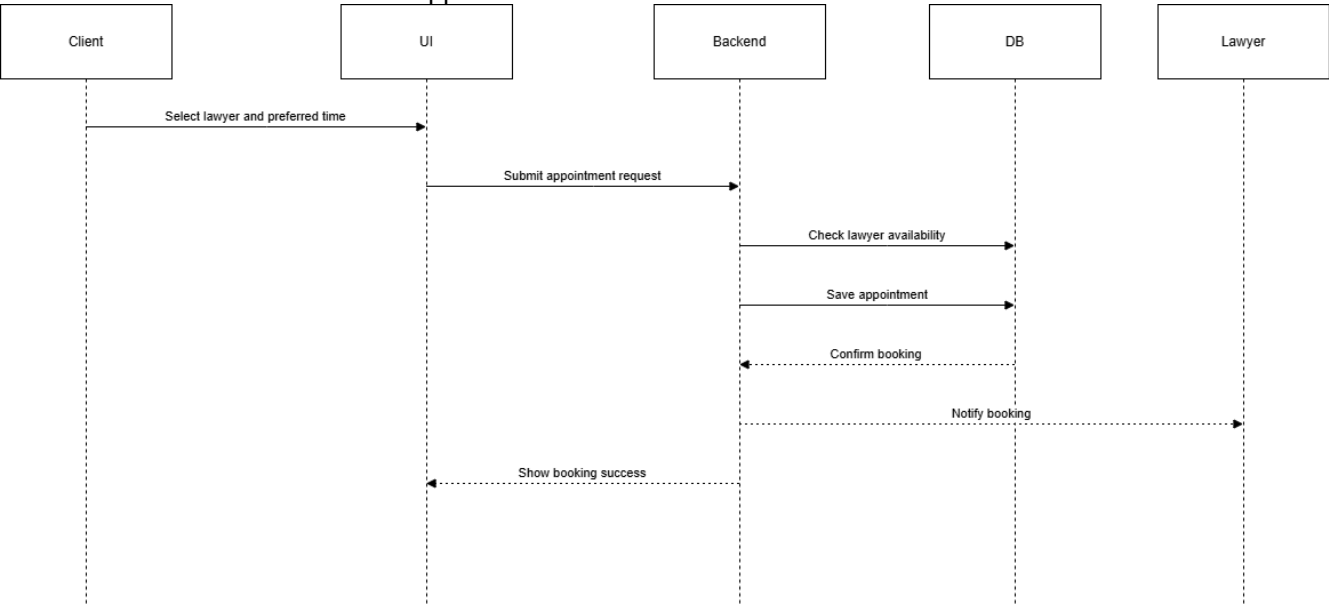 Client
UI
Backend
DB
Lawyer
Select lawyer and preferred time
Submit appointment request
Check lawyer availability
Save appointment
Confirm booking
Notify booking
Show booking success